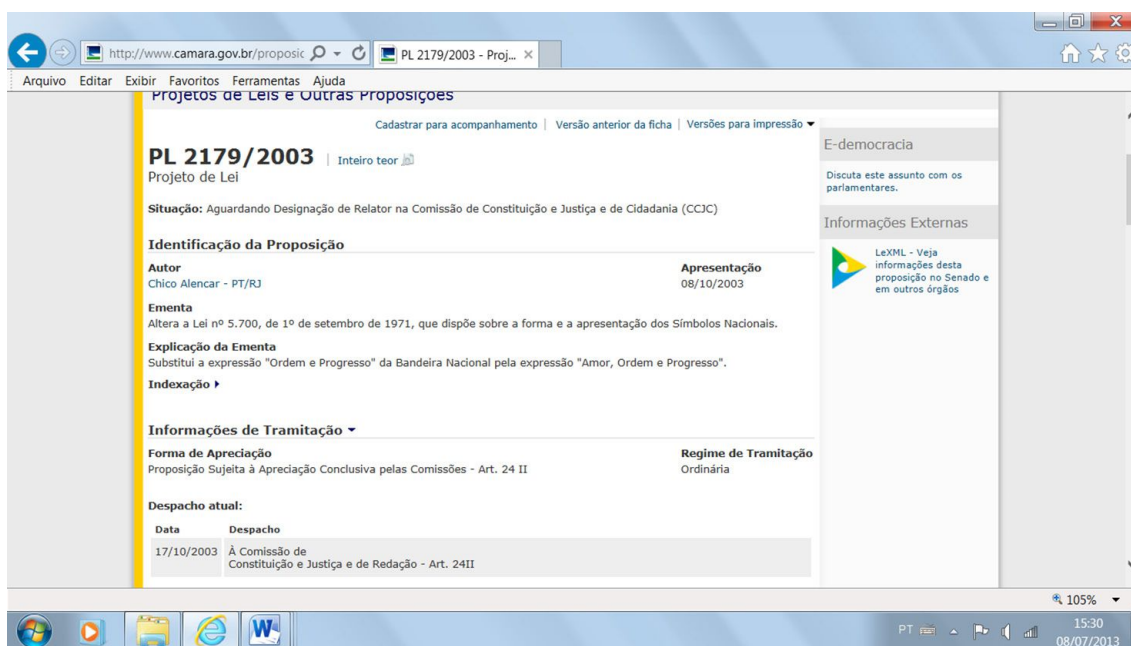 http://www.camara.gov.br/proposic
PL 2179/2003 - Proj...
Arquivo Editar Exibir Favoritos Ferramentas Ajuda
Projetos de Leis e Outras Proposições
Cadastrar para acompanhamento | Versão anterior da ficha | Versões para impressão
PL 2179/2003 | Inteiro teor
Projeto de Lei
Situação: Aguardando Designação de Relator na Comissão de Constituição e Justiça e de Cidadania (CCJC)
Identificação da Proposição
Autor
Chico Alencar - PT/RJ
Apresentação
08/10/2003
Ementa
Altera a Lei nº 5.700, de 1º de setembro de 1971, que dispõe sobre a forma e a apresentação dos Símbolos Nacionais.
Explicação da Ementa
Substitui a expressão "Ordem e Progresso" da Bandeira Nacional pela expressão "Amor, Ordem e Progresso".
Indexação
Informações de Tramitação
Forma de Apreciação
Proposição Sujeita à Apreciação Conclusiva pelas Comissões - Art. 24 II
Regime de Tramitação
Ordinária
Despacho atual:
Data Despacho
17/10/2003 À Comissão de
Constituição e Justiça e de Redação - Art. 24II
E-democracia
Discuta este assunto com os
parlamentares.
Informações Externas
LeXML - Veja
informações desta
proposição no Senado e
em outros órgãos
105%
W
PT
15:30
08/07/2013